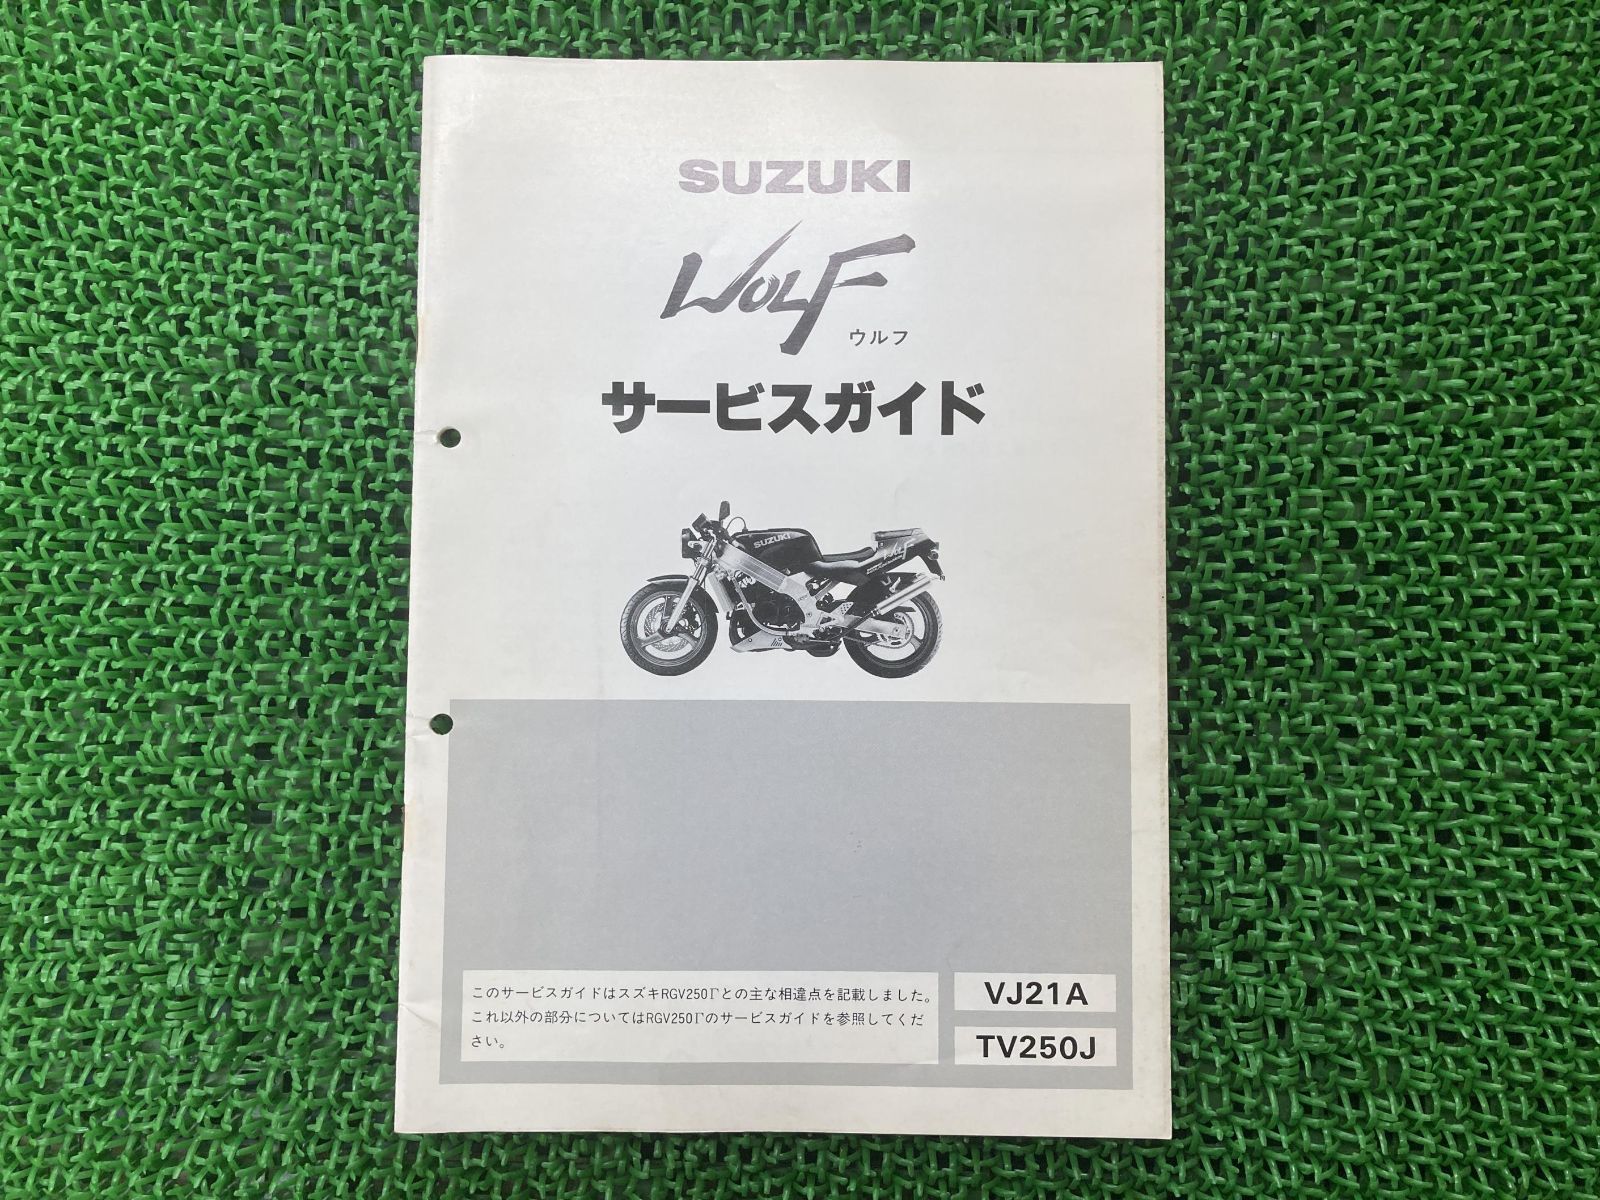 SUZUKI
WOLF
ウルフ
サービスガイド
SUZUKI
WOLF
このサービスガイドはスズキRGV250Γとの主な相違点を記載しました。
これ以外の部分についてはRGV250Γのサービスガイドを参照してくだ
さい。
VJ21A
TV250J